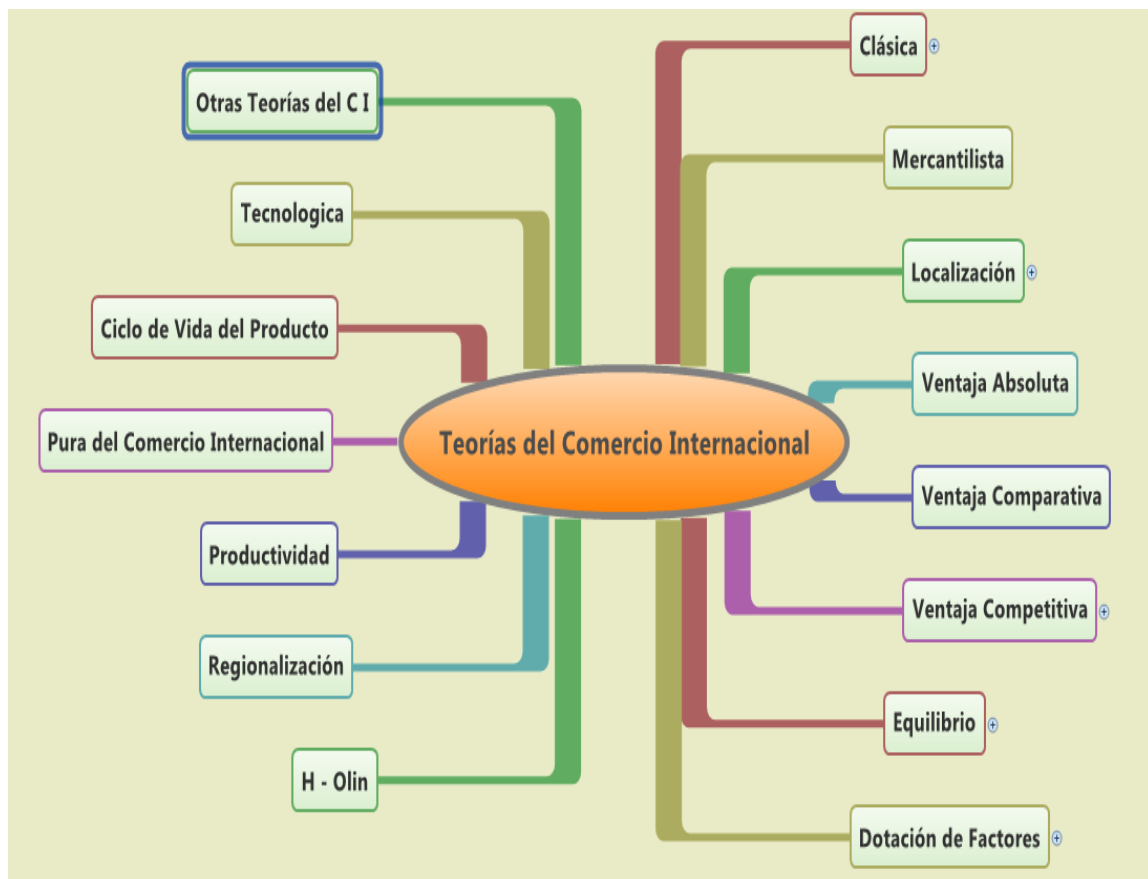 Clásica
Otras Teorías del C I
Mercantilista
Tecnologica
Localización
Ciclo de Vida del Producto
Ventaja Absoluta
Teorías del Comercio Internacional
Pura del Comercio Internacional
Ventaja Comparativa
Productividad
Ventaja Competitiva
Regionalización
Equilibrio
H - Olin
Dotación de Factores